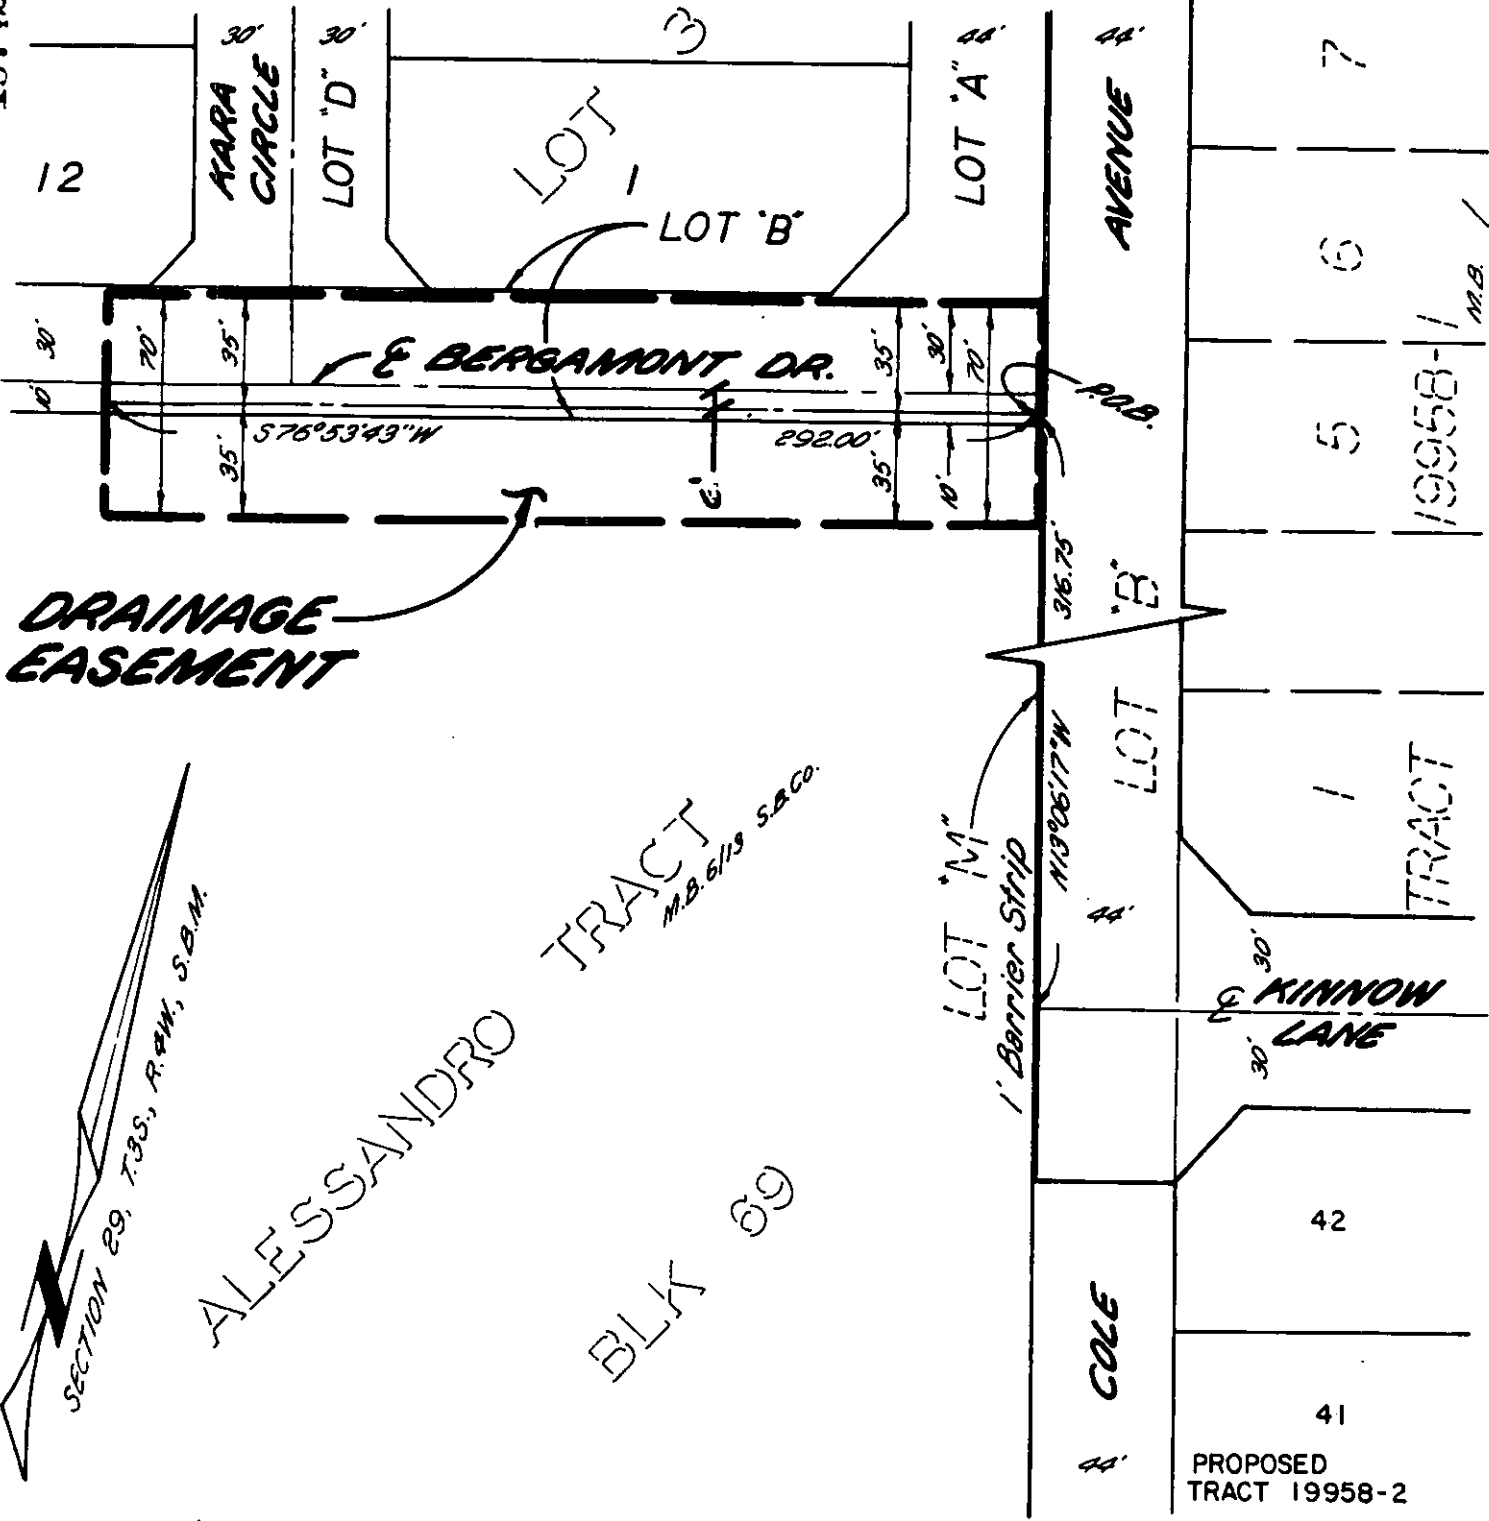 30'
30'
3
44'
44'
7
KARA
CIRCLE
LOT "D"
LOT
1
LOT "A"
AVENUE
12
LOT "B"
6
M.B.
30'
10'
70'
35'
35'
℄ BERGAMONT DR.
35'
30'
70'
P.O.B.
S76°53'43"W
292.00'
35'
10'
℄
5
19958-1
DRAINAGE
EASEMENT
316.75'
LOT "B"
N13°06'17"W
1
TRACT
LOT "M"
1' Barrier Strip
44'
ALESSANDRO TRACT
M.B. 6/13 S.B.CO.
BLK 69
30'
℄ KINNOW
LANE
30'
N
SECTION 29, T.3S., R.4W., S.B.M.
42
COLE
41
44'
PROPOSED
TRACT 19958-2